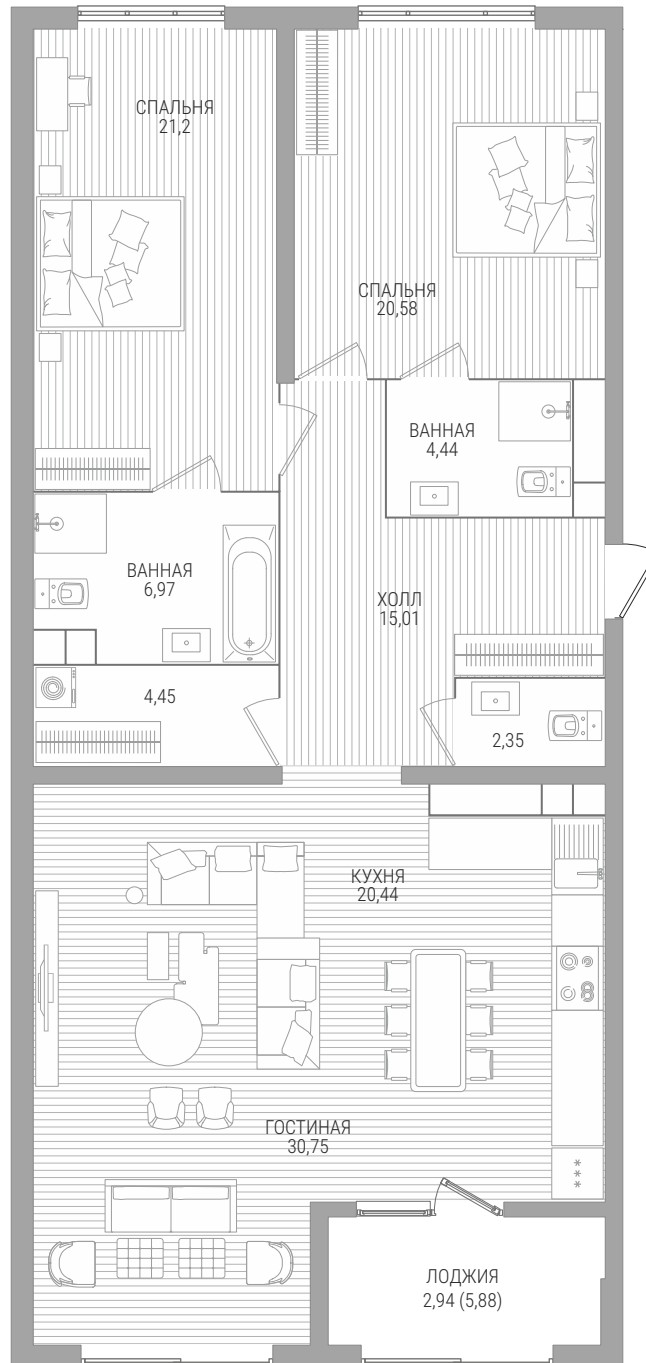 СПАЛЬНЯ
21,2
СПАЛЬНЯ
20,58
ВАННАЯ
4,44
ВАННАЯ
6,97
ХОЛЛ
15,01
4,45
2,35
КУХНЯ
20,44
ГОСТИНАЯ
30,75
ЛОДЖИЯ
2,94 (5,88)